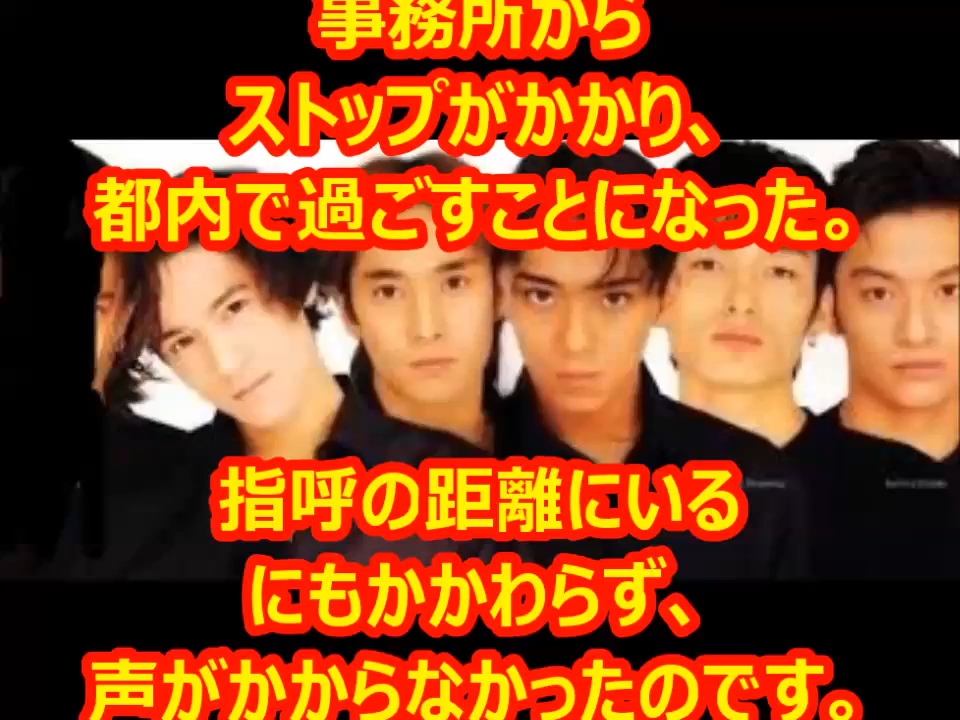 事務所から
ストップがかかり、
都内で過ごすことになった。
指呼の距離にいる
にもかかわらず、
声がかからなかったのです。